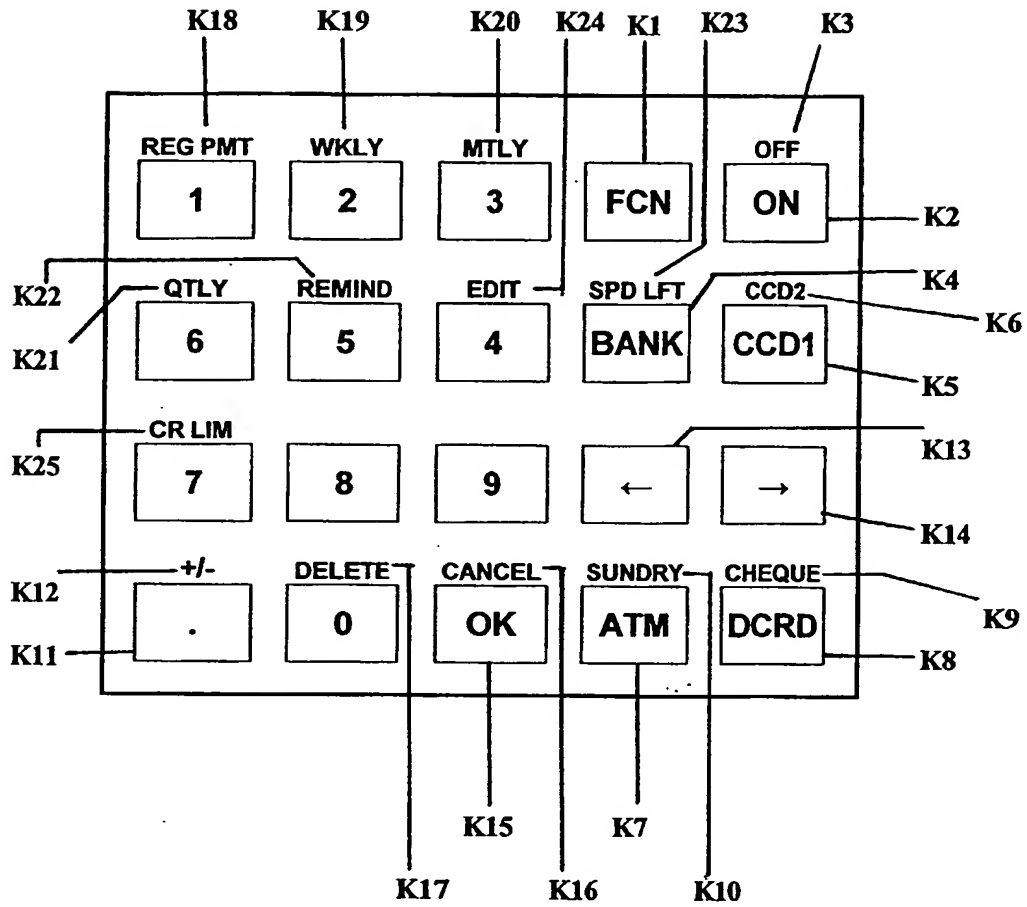 K18 K19 K20 K24 K1 K23 K3
REG PMT WKLY MTLY OFF
1 2 3 FCN ON
K2
K22 QTLY REMIND EDIT SPD LFT CCD2 K4
K6
K21 6 5 4 BANK CCD1
K5
CR LIM
K25 7 8 9 ← → K13
K14
K12 +/- DELETE CANCEL SUNDRY CHEQUE
K9
K11 . 0 OK ATM DCRD K8
K15 K7
K17 K16 K10